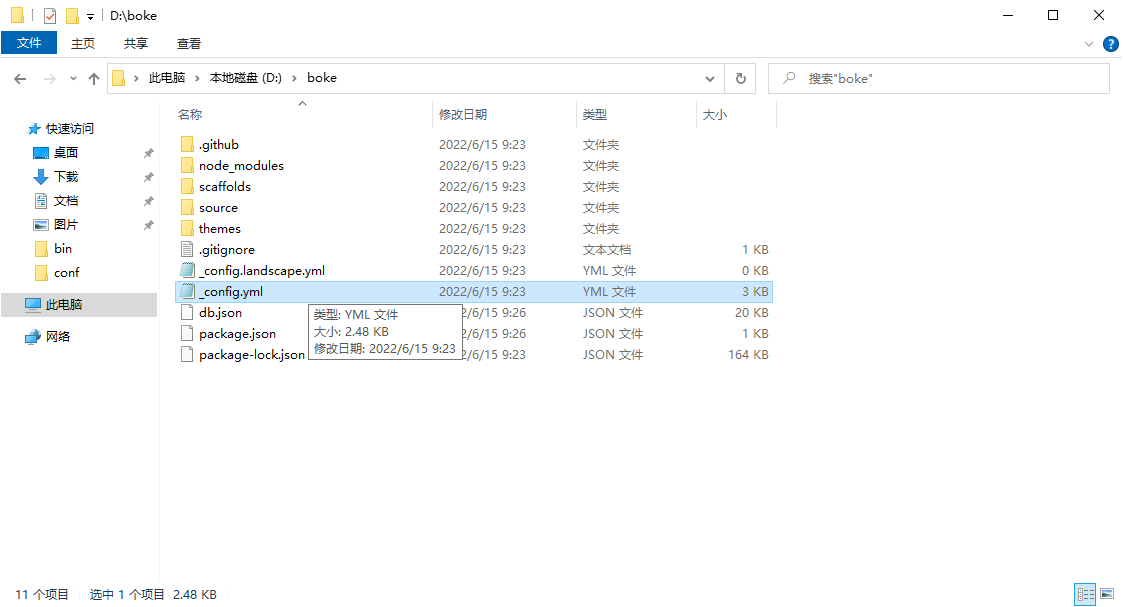 D:\boke
文件 主页 共享 查看
此电脑 本地磁盘 (D:) boke
搜索"boke"
名称 修改日期 类型 大小
快速访问
桌面
下载
文档
图片
bin
conf
此电脑
网络
.github 2022/6/15 9:23 文件夹
node_modules 2022/6/15 9:23 文件夹
scaffolds 2022/6/15 9:23 文件夹
source 2022/6/15 9:23 文件夹
themes 2022/6/15 9:23 文件夹
.gitignore 2022/6/15 9:23 文本文档 1 KB
_config.landscape.yml 2022/6/15 9:23 YML 文件 0 KB
_config.yml 2022/6/15 9:23 YML 文件 3 KB
db.json 2/6/15 9:26 JSON 文件 20 KB
package.json 2/6/15 9:26 JSON 文件 1 KB
package-lock.json 2/6/15 9:23 JSON 文件 164 KB
类型: YML 文件
大小: 2.48 KB
修改日期: 2022/6/15 9:23
11 个项目 选中 1 个项目 2.48 KB